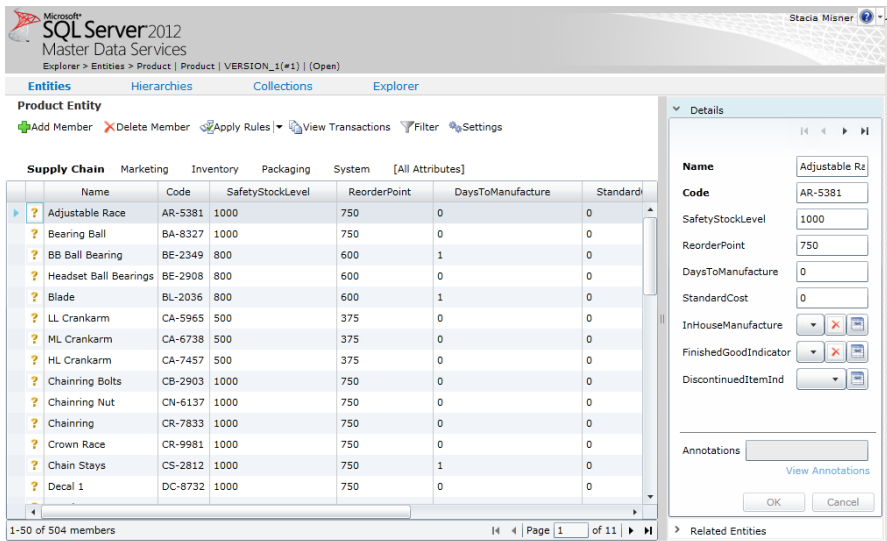 Microsoft®
SQL Server 2012
Master Data Services
Stacia Misner
Explorer > Entities > Product | Product | VERSION_1(#1) | (Open)
Entities Hierarchies Collections Explorer
Product Entity
Add Member Delete Member Apply Rules View Transactions Filter Settings
Supply Chain Marketing Inventory Packaging System [All Attributes]
Name Code SafetyStockLevel ReorderPoint DaysToManufacture
? Adjustable Race AR-5381 1000 750 0 0
? Bearing Ball BA-8327 1000 750 0 0
? BB Ball Bearing BE-2349 800 600 1 0
? Headset Ball Bearings BE-2908 800 600 0 0
? Blade BL-2036 800 600 1 0
? LL Crankarm CA-5965 500 375 0 0
? ML Crankarm CA-6738 500 375 0 0
? HL Crankarm CA-7457 500 375 0 0
? Chainring Bolts CB-2903 1000 750 0 0
? Chainring Nut CN-6137 1000 750 0 0
? Chainring CR-7833 1000 750 0 0
? Crown Race CR-9981 1000 750 0 0
? Chain Stays CS-2812 1000 750 1 0
? Decal 1 DC-8732 1000 750 0 0
1-50 of 504 members Page 1 of 11
Details
Name Adjustable Ra
Code AR-5381
SafetyStockLevel 1000
ReorderPoint 750
DaysToManufacture 0
StandardCost 0
InHouseManufacture
FinishedGoodIndicator
DiscontinuedItemInd
Annotations
View Annotations
OK Cancel
Related Entities